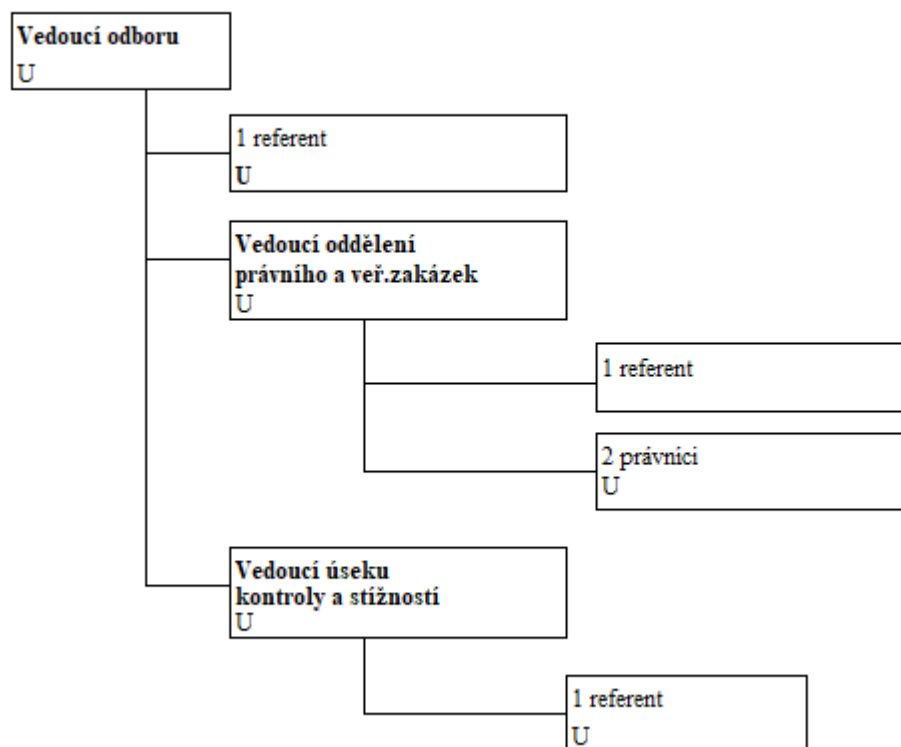 Vedoucí odboru
U
1 referent
U
Vedoucí oddělení
právního a veř.zakázek
U
1 referent
2 právníci
U
Vedoucí úseku
kontroly a stížností
U
1 referent
U